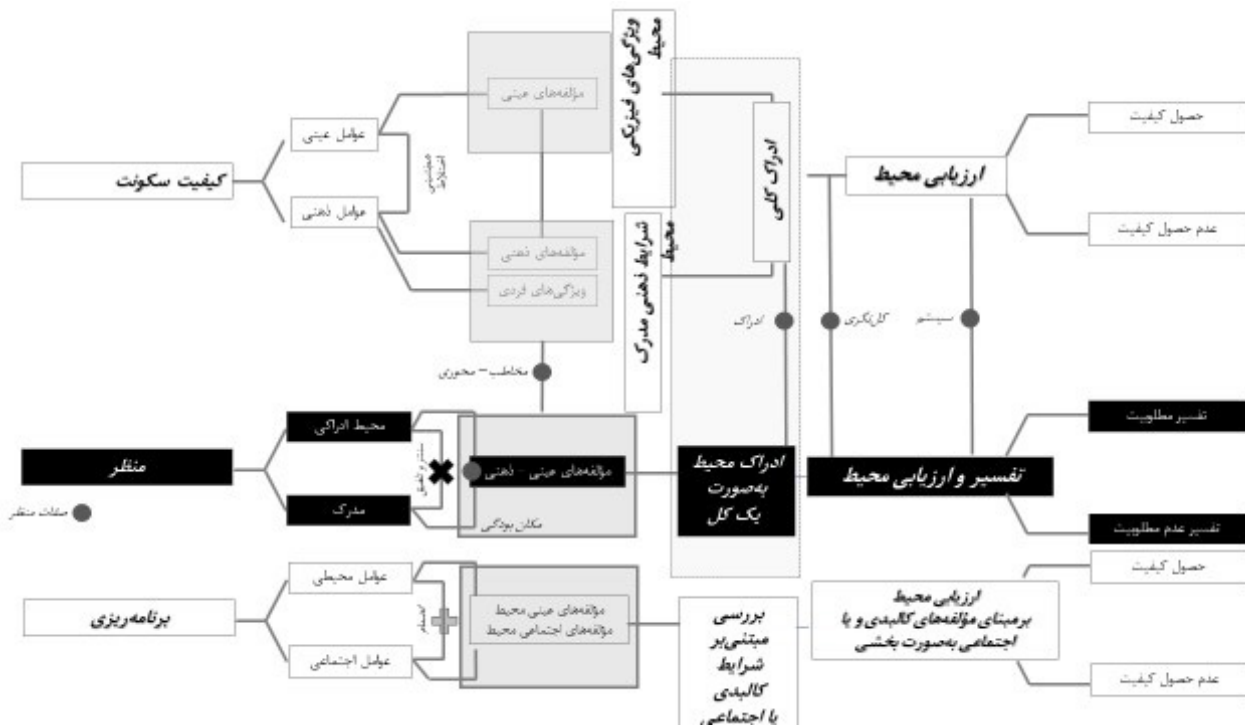 کیفیت سکونت
عوامل عینی
عوامل ذهنی
همنشینی
اختلاط
مؤلفه‌های عینی
مؤلفه‌های ذهنی
ویژگی‌های فردی
ویژگی‌های فیزیکی
محیط
شرایط ذهنی مدرک
محیط
ادراک کلی
ارزیابی محیط
حصول کیفیت
عدم حصول کیفیت
مخاطب – محوری
ادراک
کل‌نگری
سیستم
منظر
صفات منظر
محیط ادراکی
مدرک
مؤلفه‌های عینی - ذهنی
مکان بودگی
ادراک محیط
به‌صورت
یک کل
تفسیر و ارزیابی محیط
تفسیر مطلوبیت
تفسیر عدم مطلوبیت
برنامه‌ریزی
عوامل محیطی
عوامل اجتماعی
انضمام
مؤلفه‌های عینی محیط
مؤلفه‌های اجتماعی محیط
بررسی
مبتنی‌بر
شرایط
کالبدی
یا اجتماعی
ارزیابی محیط
برمبنای مؤلفه‌های کالبدی و یا
اجتماعی به‌صورت بخشی
حصول کیفیت
عدم حصول کیفیت